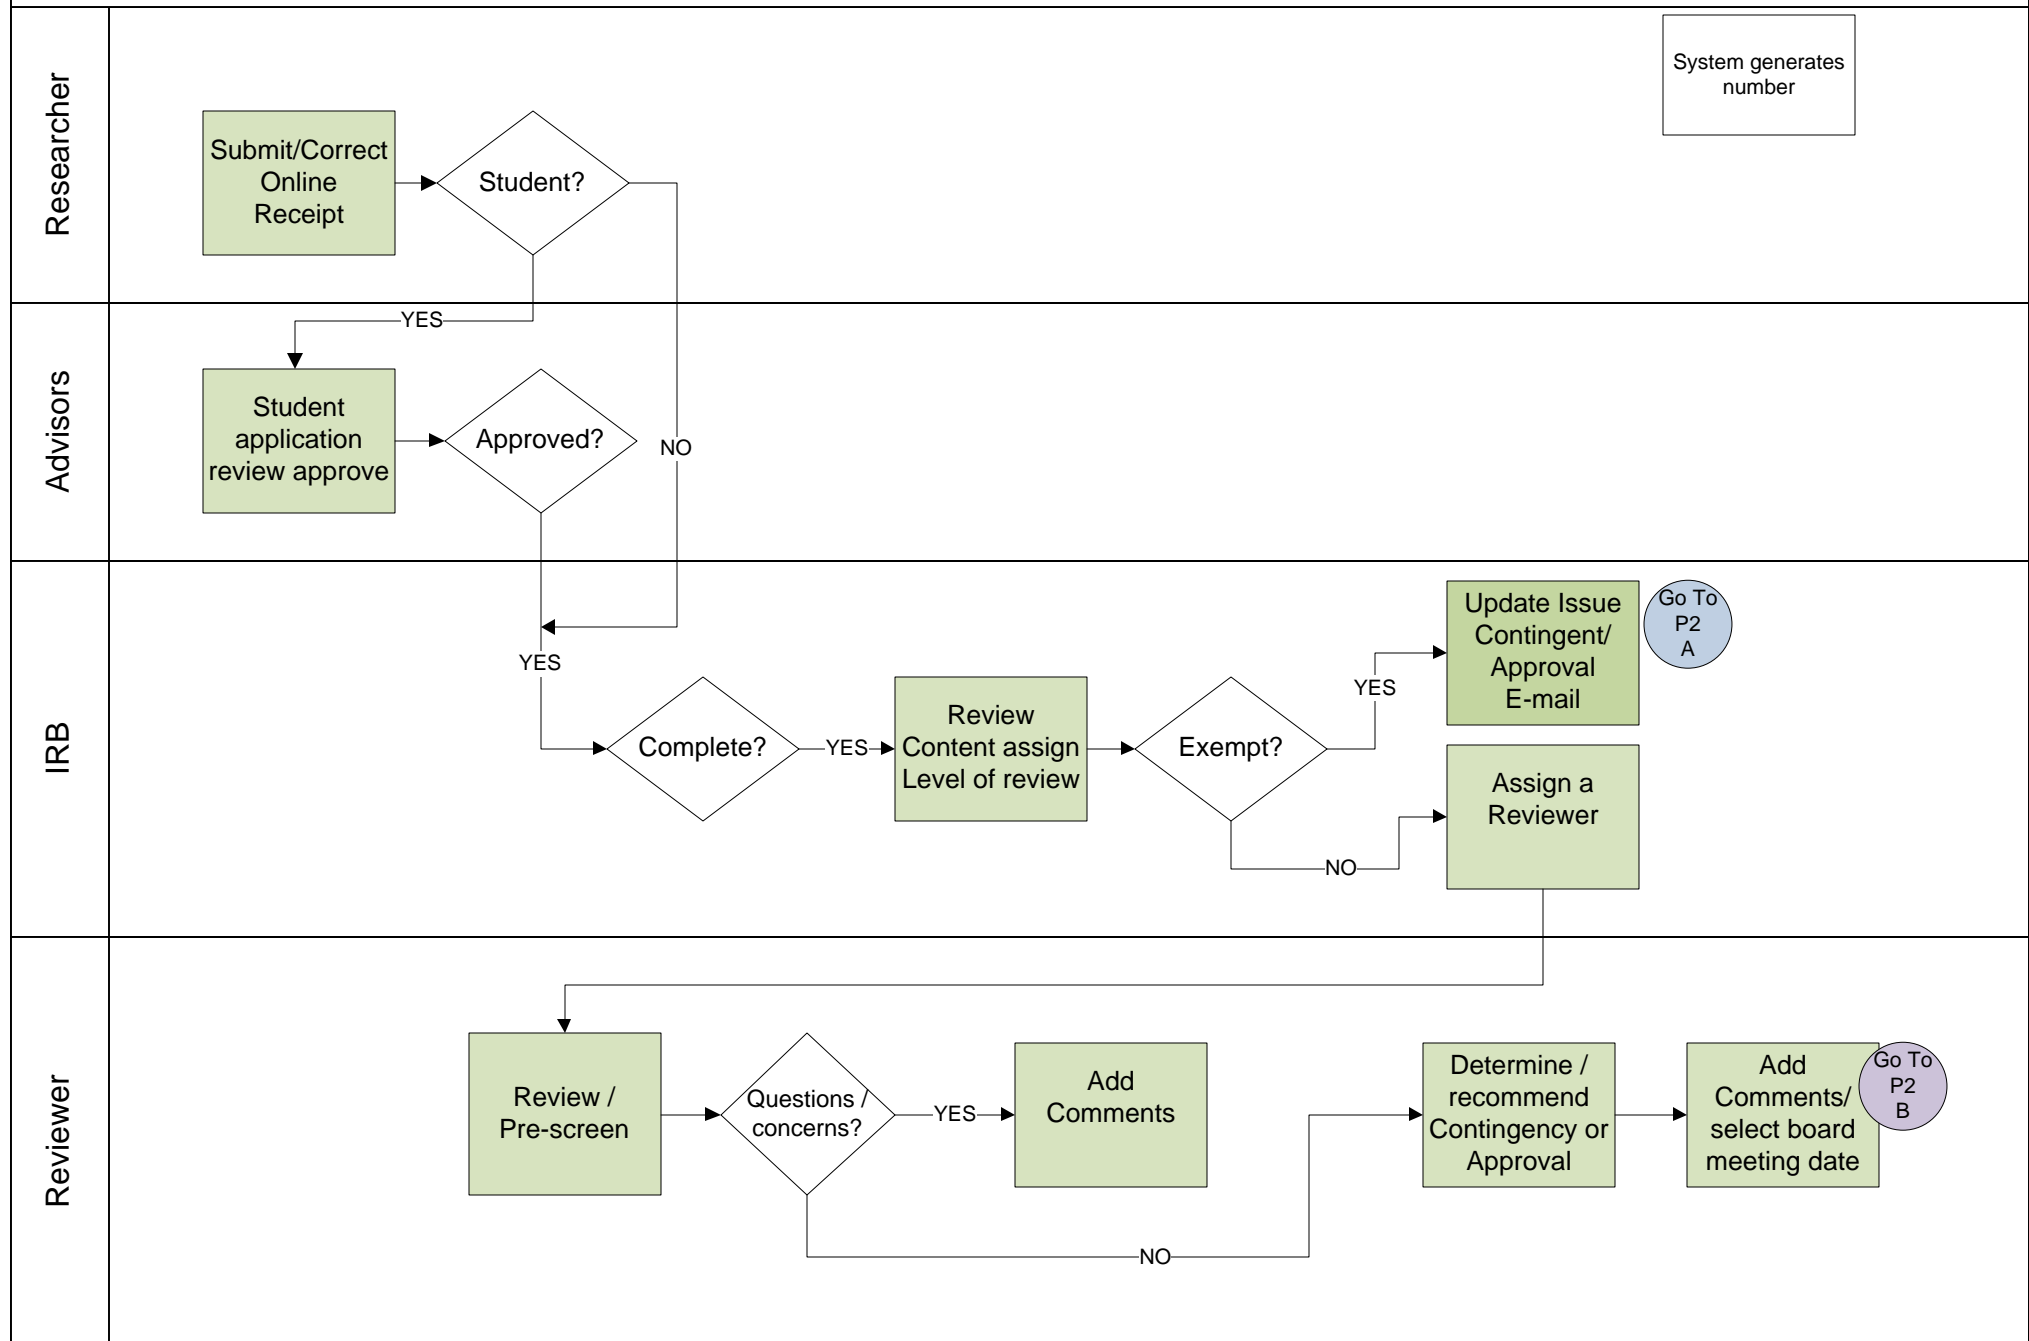 Researcher
System generates
number
Submit/Correct
Online
Receipt
Student?
YES
Advisors
Student
application
review approve
Approved?
NO
IRB
YES
Complete?
YES
Review
Content assign
Level of review
Exempt?
YES
Update Issue
Contingent/
Approval
E-mail
Go To
P2
A
NO
Assign a
Reviewer
Reviewer
Review /
Pre-screen
Questions /
concerns?
YES
Add
Comments
NO
Determine /
recommend
Contingency or
Approval
Add
Comments/
select board
meeting date
Go To
P2
B